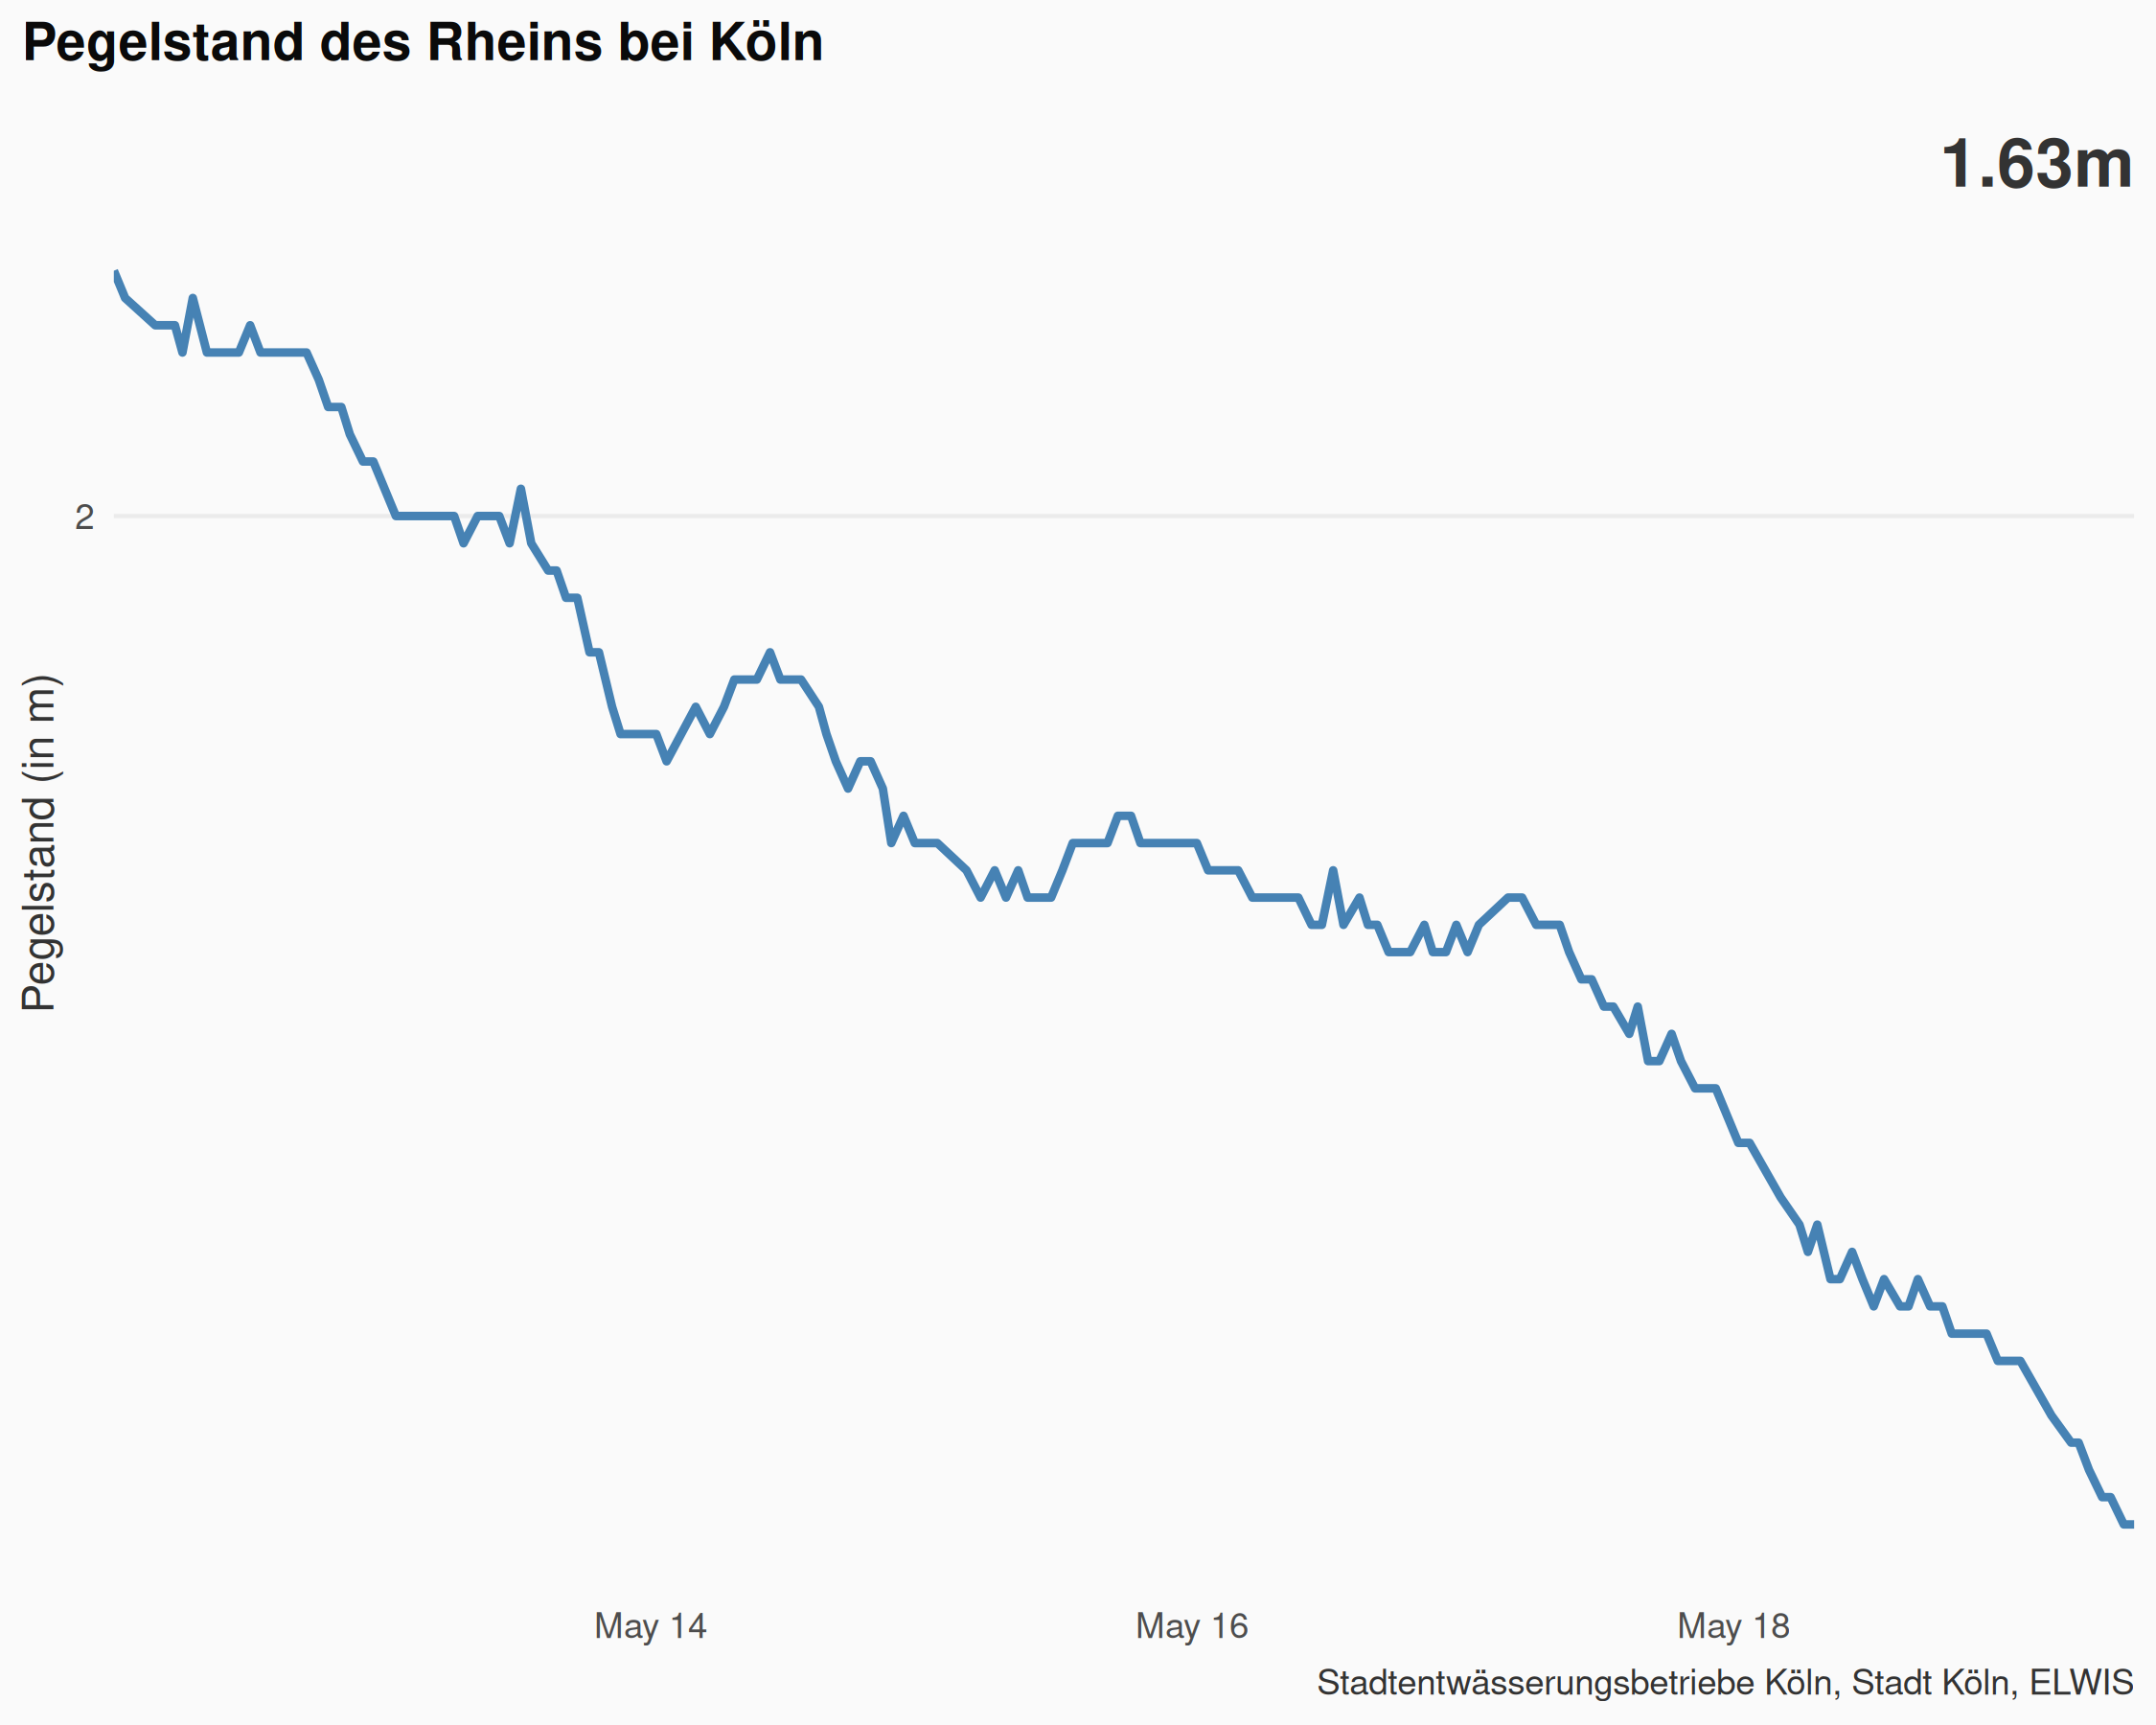 Pegelstand des Rheins bei Köln
1.63m
2
Pegelstand (in m)
May 14
May 16
May 18
Stadtentwässerungsbetriebe Köln, Stadt Köln, ELWIS